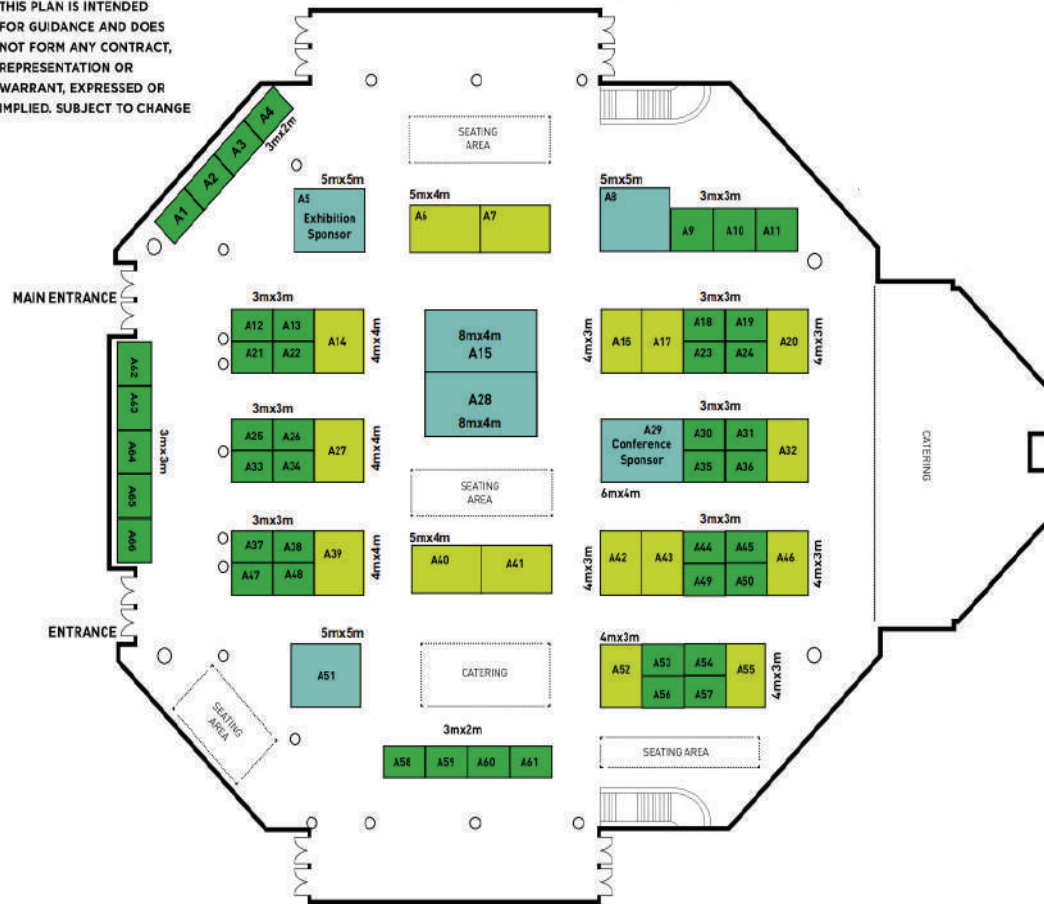 THIS PLAN IS INTENDED
FOR GUIDANCE AND DOES
NOT FORM ANY CONTRACT,
REPRESENTATION OR
WARRANT, EXPRESSED OR
IMPLIED. SUBJECT TO CHANGE
A1
A2
A3
A4
3mx2m
SEATING
AREA
5mx5m
A5
Exhibition
Sponsor
5mx4m
A6
A7
5mx5m
A8
3mx3m
A9
A10
A11
MAIN ENTRANCE
3mx3m
A12
A13
A14
A21
A22
4mx4m
8mx4m
A15
A28
8mx4m
3mx3m
4mx3m
A16
A17
A18
A19
A20
A23
A24
4mx3m
A62
A63
A64
A65
A66
3mx3m
3mx3m
A25
A26
A27
A33
A34
4mx4m
3mx3m
A29
Conference
Sponsor
A30
A31
A32
A35
A36
6mx4m
CATERING
SEATING
AREA
3mx3m
A37
A38
A39
A47
A48
4mx4m
5mx4m
A40
A41
3mx3m
4mx3m
A42
A43
A44
A45
A46
A49
A50
4mx3m
ENTRANCE
5mx5m
A51
CATERING
4mx3m
A52
A53
A54
A55
A56
A57
4mx3m
SEATING
AREA
3mx2m
A58
A59
A60
A61
SEATING AREA